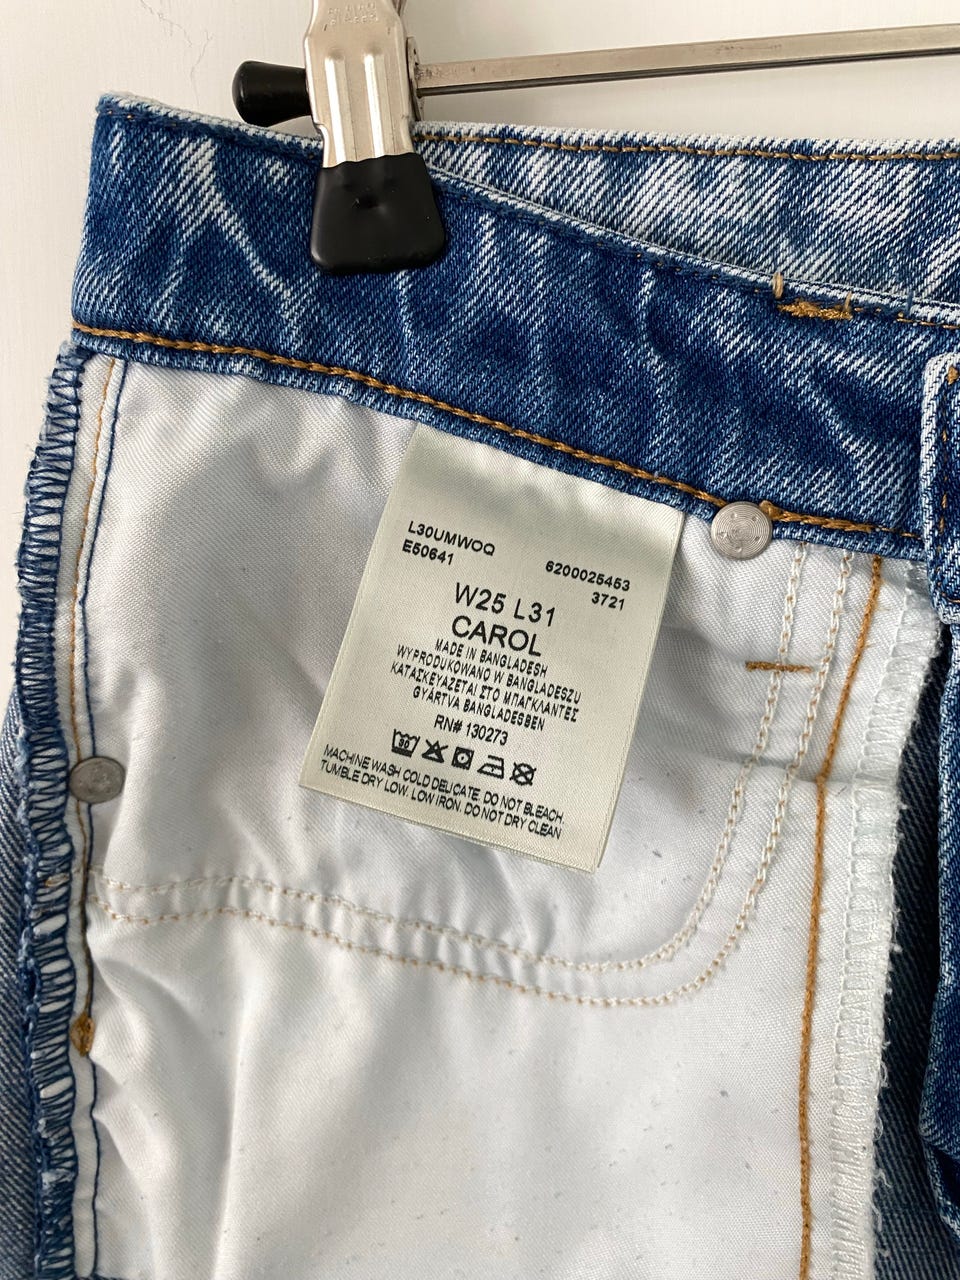 L30UMWOQ
E50641
6200025453
3721
W25 L31
CAROL
MADE IN BANGLADESH
WYPRODUKOWANO W BANGLADESZU
ΚΑΤΑΣΚΕΥΑΖΕΤΑΙ ΣΤΟ ΜΠΑΓΚΛΑΝΤΕΣ
GYÁRTVA BANGLADESBEN
RN# 130273
30
MACHINE WASH COLD DELICATE. DO NOT BLEACH.
TUMBLE DRY LOW. LOW IRON. DO NOT DRY CLEAN